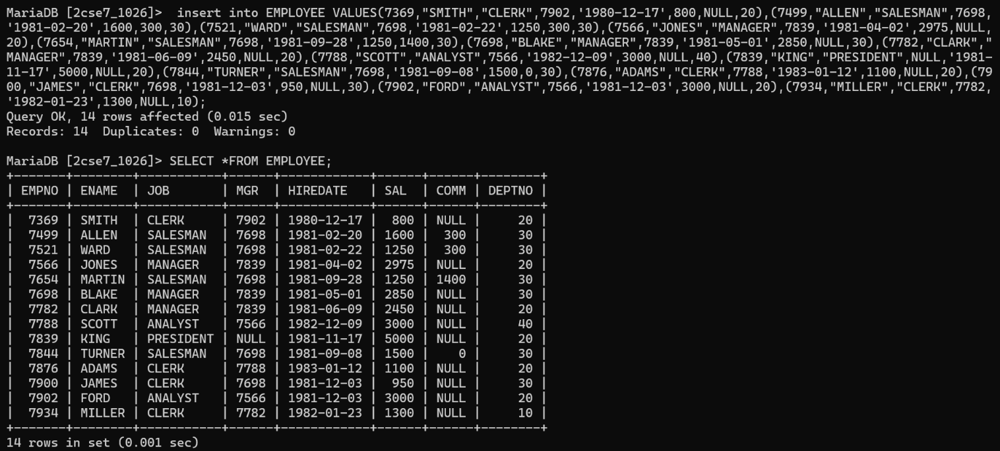 MariaDB [2cse7_1026]>  insert into EMPLOYEE VALUES(7369,"SMITH","CLERK",7902,'1980-12-17',800,NULL,20),(7499,"ALLEN","SALESMAN",7698,
'1981-02-20',1600,300,30),(7521,"WARD","SALESMAN",7698,'1981-02-22',1250,300,30),(7566,"JONES","MANAGER",7839,'1981-04-02',2975,NULL,
20),(7654,"MARTIN","SALESMAN",7698,'1981-09-28',1250,1400,30),(7698,"BLAKE","MANAGER",7839,'1981-05-01',2850,NULL,30),(7782,"CLARK","
MANAGER",7839,'1981-06-09',2450,NULL,20),(7788,"SCOTT","ANALYST",7566,'1982-12-09',3000,NULL,40),(7839,"KING","PRESIDENT",NULL,'1981-
11-17',5000,NULL,20),(7844,"TURNER","SALESMAN",7698,'1981-09-08',1500,0,30),(7876,"ADAMS","CLERK",7788,'1983-01-12',1100,NULL,20),(79
00,"JAMES","CLERK",7698,'1981-12-03',950,NULL,30),(7902,"FORD","ANALYST",7566,'1981-12-03',3000,NULL,20),(7934,"MILLER","CLERK",7782,
'1982-01-23',1300,NULL,10);
Query OK, 14 rows affected (0.015 sec)
Records: 14  Duplicates: 0  Warnings: 0

MariaDB [2cse7_1026]> SELECT *FROM EMPLOYEE;
+-------+--------+-----------+------+------------+------+------+--------+
| EMPNO | ENAME  | JOB       | MGR  | HIREDATE   | SAL  | COMM | DEPTNO |
+-------+--------+-----------+------+------------+------+------+--------+
|  7369 | SMITH  | CLERK     | 7902 | 1980-12-17 |  800 | NULL |     20 |
|  7499 | ALLEN  | SALESMAN  | 7698 | 1981-02-20 | 1600 |  300 |     30 |
|  7521 | WARD   | SALESMAN  | 7698 | 1981-02-22 | 1250 |  300 |     30 |
|  7566 | JONES  | MANAGER   | 7839 | 1981-04-02 | 2975 | NULL |     20 |
|  7654 | MARTIN | SALESMAN  | 7698 | 1981-09-28 | 1250 | 1400 |     30 |
|  7698 | BLAKE  | MANAGER   | 7839 | 1981-05-01 | 2850 | NULL |     30 |
|  7782 | CLARK  | MANAGER   | 7839 | 1981-06-09 | 2450 | NULL |     20 |
|  7788 | SCOTT  | ANALYST   | 7566 | 1982-12-09 | 3000 | NULL |     40 |
|  7839 | KING   | PRESIDENT | NULL | 1981-11-17 | 5000 | NULL |     20 |
|  7844 | TURNER | SALESMAN  | 7698 | 1981-09-08 | 1500 |    0 |     30 |
|  7876 | ADAMS  | CLERK     | 7788 | 1983-01-12 | 1100 | NULL |     20 |
|  7900 | JAMES  | CLERK     | 7698 | 1981-12-03 |  950 | NULL |     30 |
|  7902 | FORD   | ANALYST   | 7566 | 1981-12-03 | 3000 | NULL |     20 |
|  7934 | MILLER | CLERK     | 7782 | 1982-01-23 | 1300 | NULL |     10 |
+-------+--------+-----------+------+------------+------+------+--------+
14 rows in set (0.001 sec)